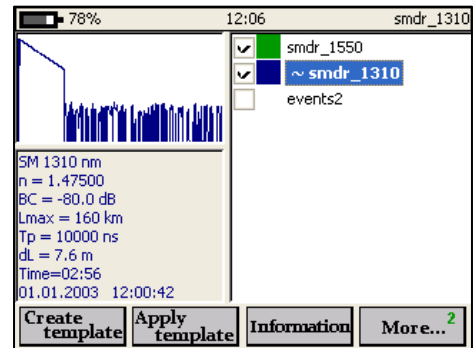 78% 12:06 smdr_1310
smdr_1550
~ smdr_1310
events2
SM 1310 nm
n = 1.47500
BC = -80.0 dB
Lmax = 160 km
Tp = 10000 ns
dL = 7.6 m
Time=02:56
01.01.2003 12:00:42
Create template
Apply template
Information
More...2